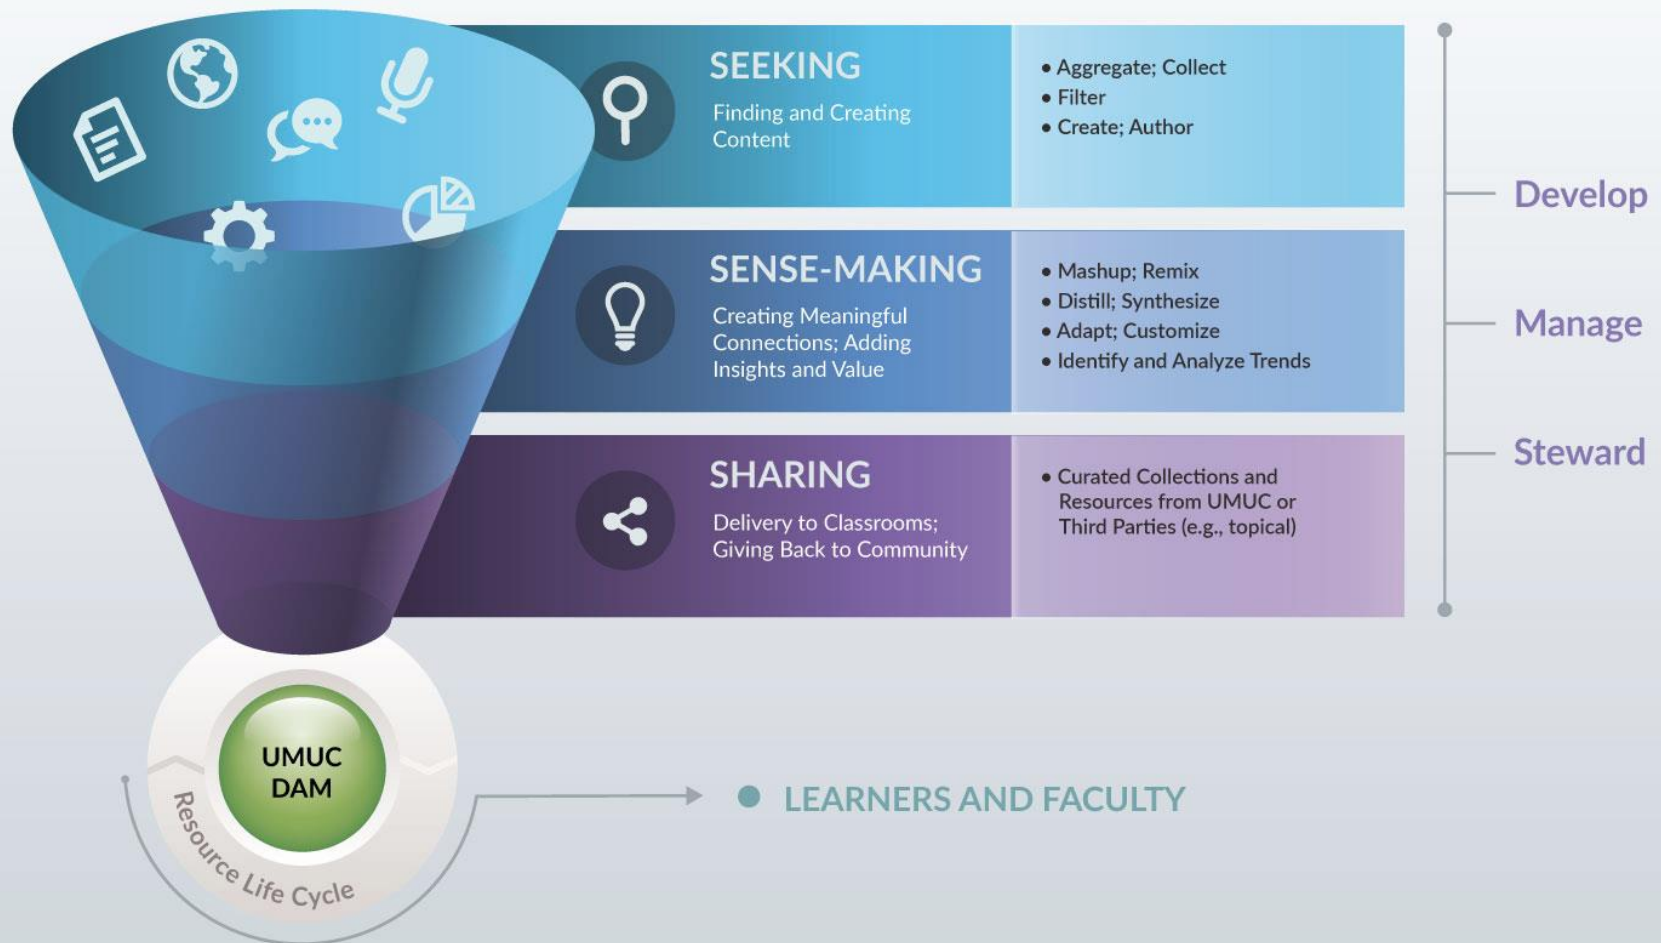 SEEKING
Finding and Creating
Content
• Aggregate; Collect
• Filter
• Create; Author
SENSE-MAKING
Creating Meaningful
Connections; Adding
Insights and Value
• Mashup; Remix
• Distill; Synthesize
• Adapt; Customize
• Identify and Analyze Trends
SHARING
Delivery to Classrooms;
Giving Back to Community
• Curated Collections and
Resources from UMUC or
Third Parties (e.g., topical)
Develop
Manage
Steward
UMUC
DAM
Resource Life Cycle
LEARNERS AND FACULTY